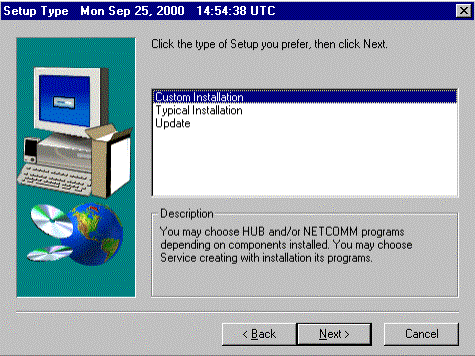 Setup Type   Mon Sep 25, 2000   14:54:38 UTC
Click the type of Setup you prefer, then click Next.
Custom Installation
Typical Installation
Update
Description
You may choose HUB and/or NETCOMM programs
depending on components installed. You may choose
Service creating with installation its programs.
< Back   Next >   Cancel